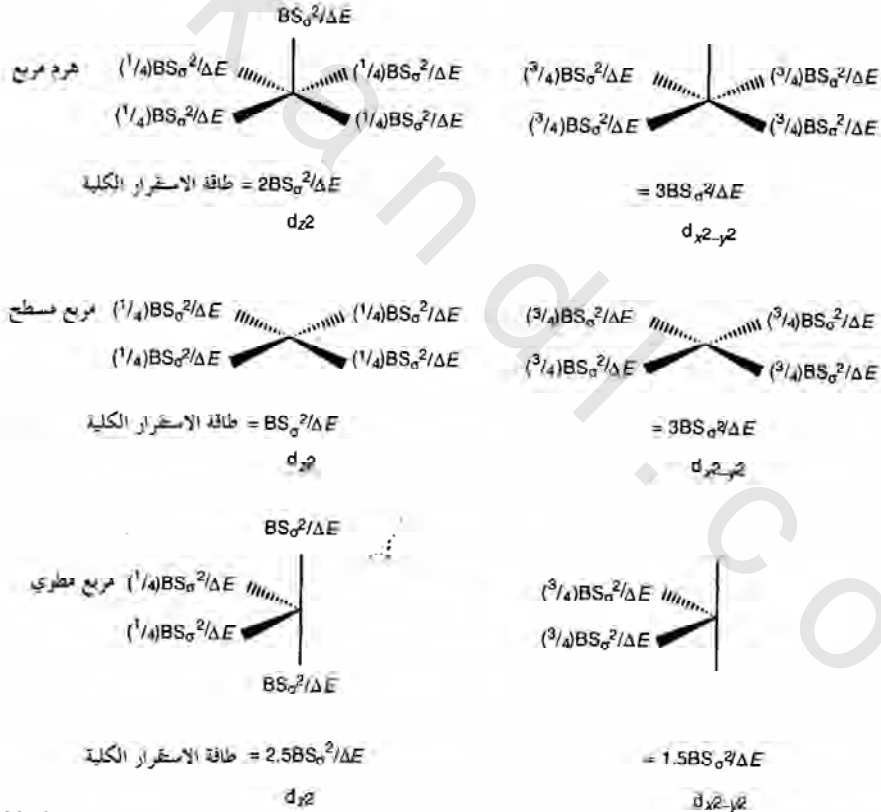 BSσ²/ΔE
هرم مربع (1/4)BSσ²/ΔE (1/4)BSσ²/ΔE (3/4)BSσ²/ΔE (3/4)BSσ²/ΔE
(1/4)BSσ²/ΔE (1/4)BSσ²/ΔE (3/4)BSσ²/ΔE (3/4)BSσ²/ΔE
طاقة الاستقرار الكلية = 2BSσ²/ΔE = 3BSσ²/ΔE
dz2 dx2-y2
مربع مسطح (1/4)BSσ²/ΔE (1/4)BSσ²/ΔE (3/4)BSσ²/ΔE (3/4)BSσ²/ΔE
(1/4)BSσ²/ΔE (1/4)BSσ²/ΔE (3/4)BSσ²/ΔE (3/4)BSσ²/ΔE
طاقة الاستقرار الكلية = BSσ²/ΔE = 3BSσ²/ΔE
dz2 dx2-y2
BSσ²/ΔE
مربع مطوي (1/4)BSσ²/ΔE (3/4)BSσ²/ΔE
(1/4)BSσ²/ΔE (3/4)BSσ²/ΔE
BSσ²/ΔE
طاقة الاستقرار الكلية = 2.5BSσ²/ΔE = 1.5BSσ²/ΔE
dz2 dx2-y2